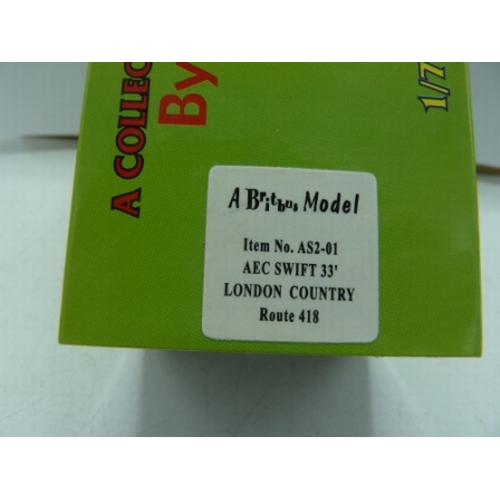 A COLLEC
By
1/7
A Britbus Model
Item No. AS2-01
AEC SWIFT 33'
LONDON COUNTRY
Route 418